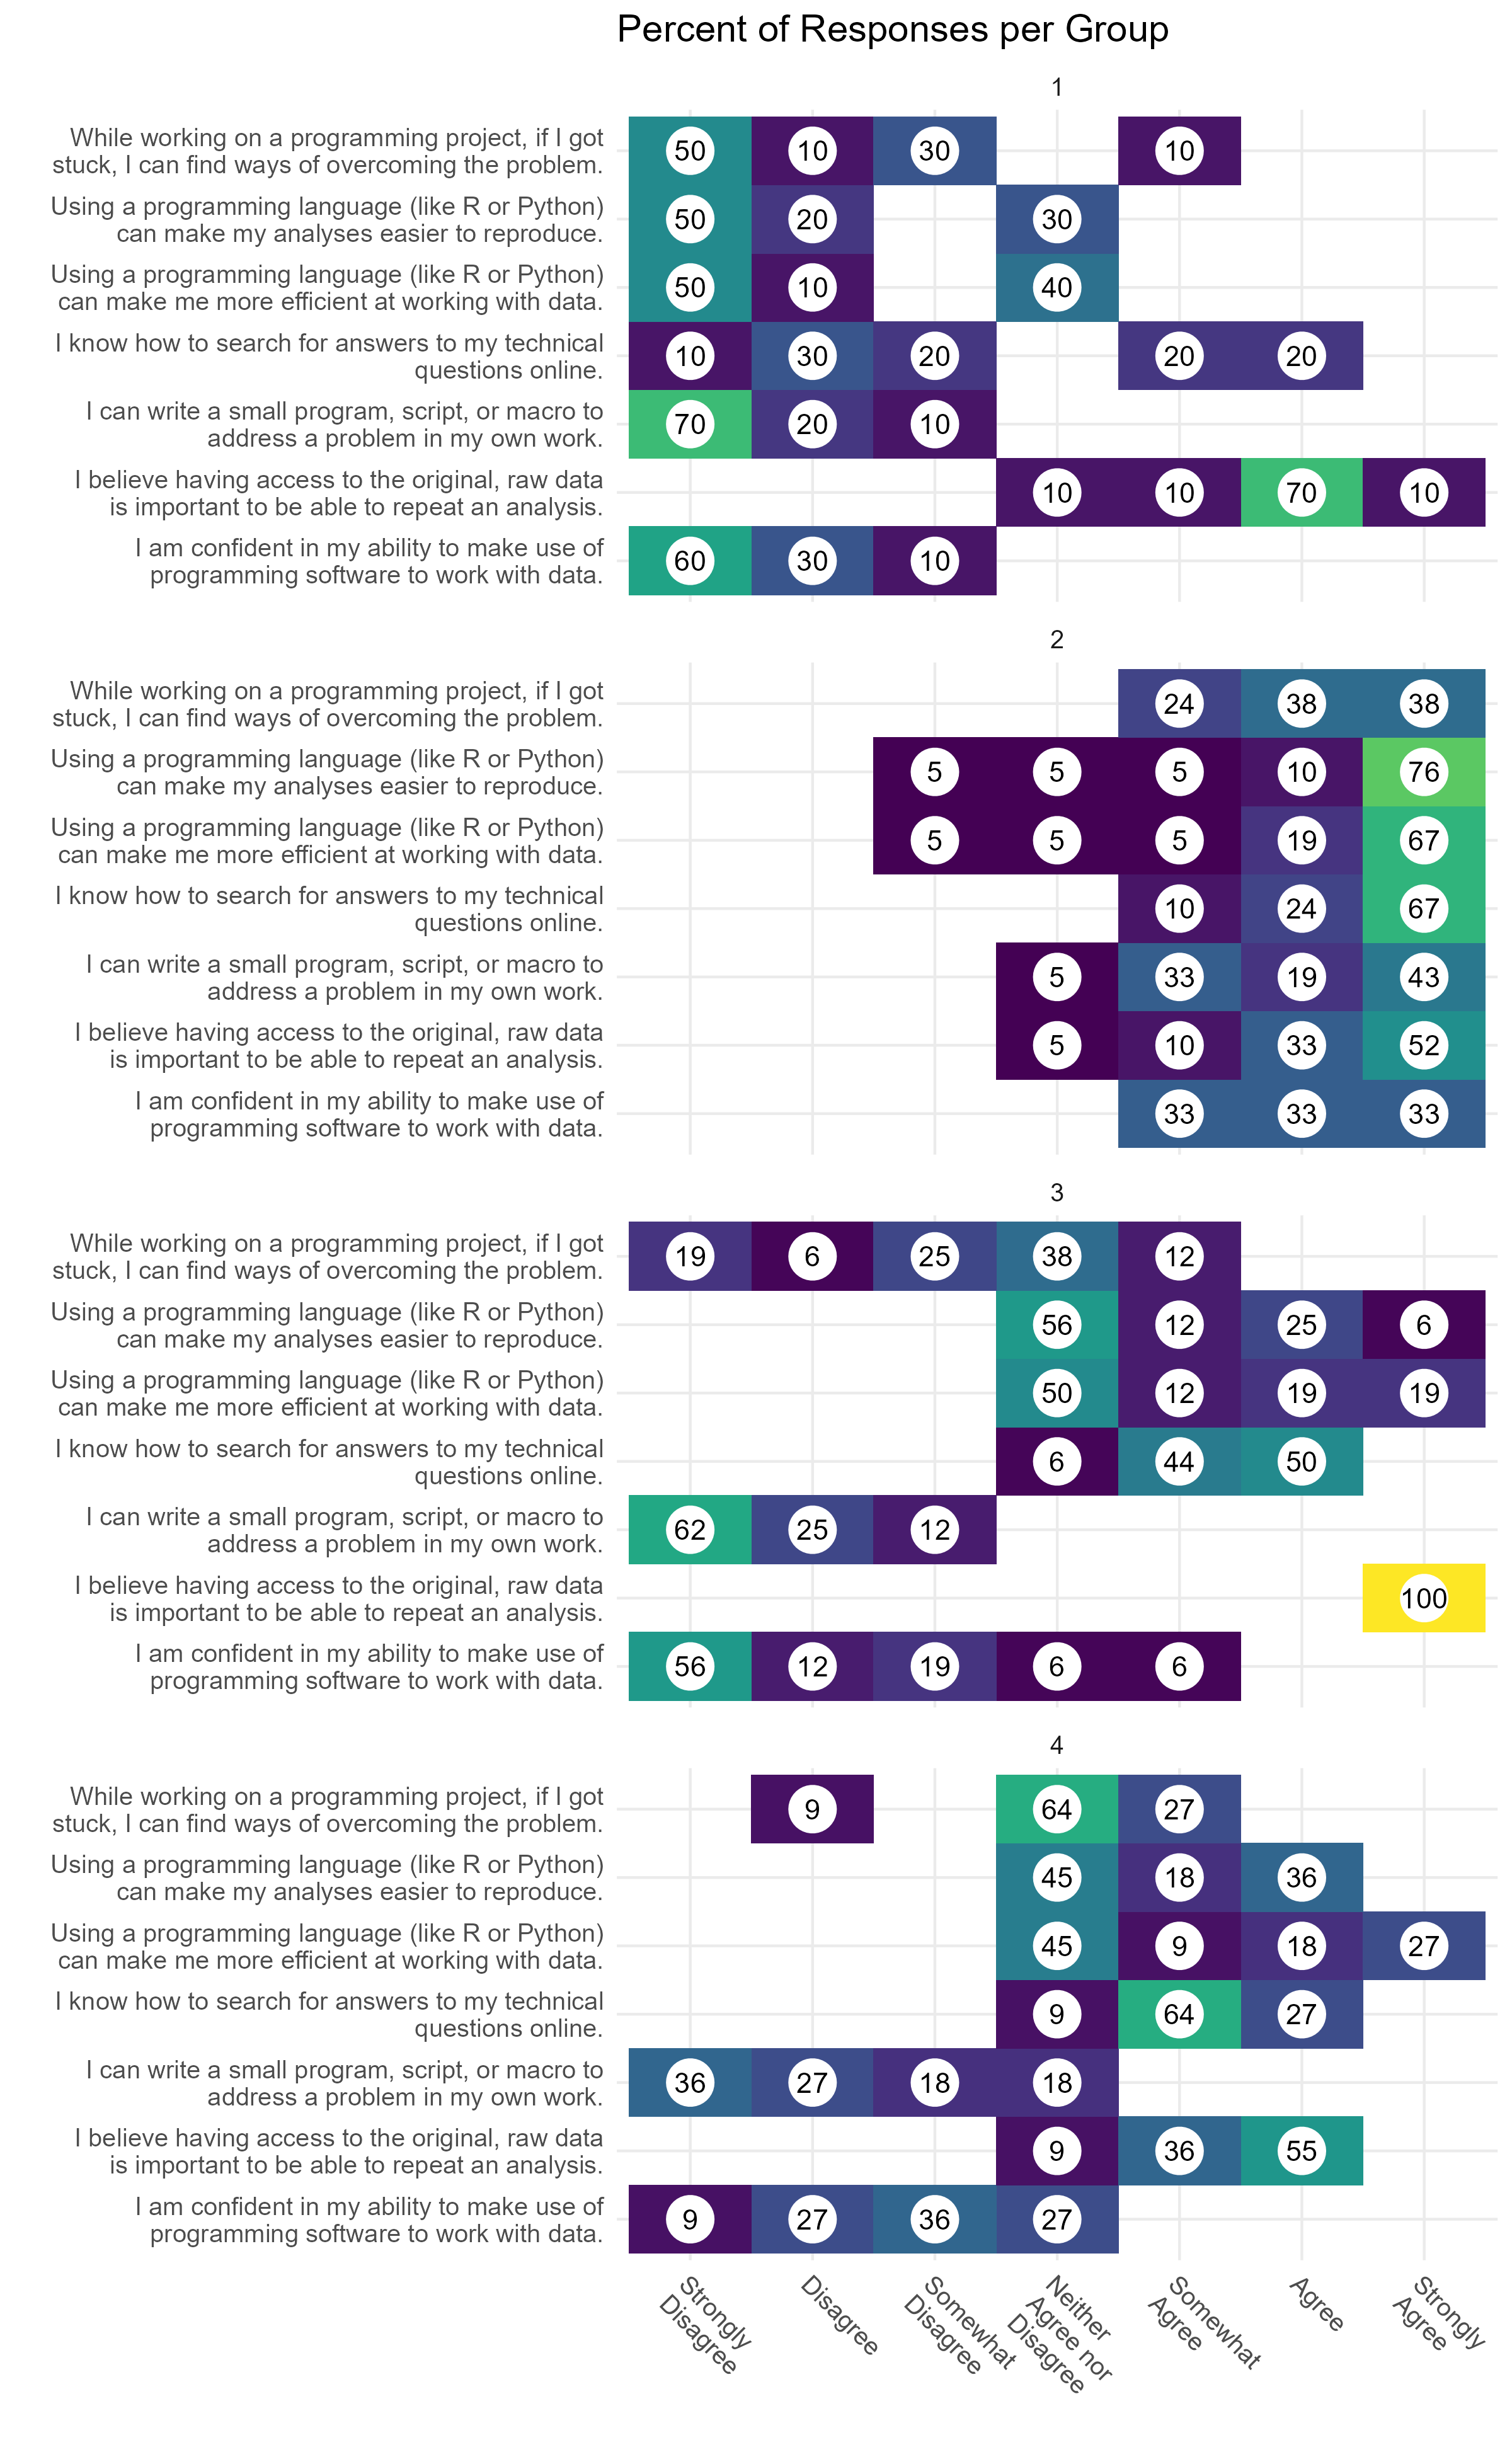 Percent of Responses per Group
1
While working on a programming project, if I got
stuck, I can find ways of overcoming the problem.
50 10 30 10
Using a programming language (like R or Python)
can make my analyses easier to reproduce.
50 20 30
Using a programming language (like R or Python)
can make me more efficient at working with data.
50 10 40
I know how to search for answers to my technical
questions online.
10 30 20 20 20
I can write a small program, script, or macro to
address a problem in my own work.
70 20 10
I believe having access to the original, raw data
is important to be able to repeat an analysis.
10 10 70 10
I am confident in my ability to make use of
programming software to work with data.
60 30 10
2
While working on a programming project, if I got
stuck, I can find ways of overcoming the problem.
24 38 38
Using a programming language (like R or Python)
can make my analyses easier to reproduce.
5 5 5 10 76
Using a programming language (like R or Python)
can make me more efficient at working with data.
5 5 5 19 67
I know how to search for answers to my technical
questions online.
10 24 67
I can write a small program, script, or macro to
address a problem in my own work.
5 33 19 43
I believe having access to the original, raw data
is important to be able to repeat an analysis.
5 10 33 52
I am confident in my ability to make use of
programming software to work with data.
33 33 33
3
While working on a programming project, if I got
stuck, I can find ways of overcoming the problem.
19 6 25 38 12
Using a programming language (like R or Python)
can make my analyses easier to reproduce.
56 12 25 6
Using a programming language (like R or Python)
can make me more efficient at working with data.
50 12 19 19
I know how to search for answers to my technical
questions online.
6 44 50
I can write a small program, script, or macro to
address a problem in my own work.
62 25 12
I believe having access to the original, raw data
is important to be able to repeat an analysis.
100
I am confident in my ability to make use of
programming software to work with data.
56 12 19 6 6
4
While working on a programming project, if I got
stuck, I can find ways of overcoming the problem.
9 64 27
Using a programming language (like R or Python)
can make my analyses easier to reproduce.
45 18 36
Using a programming language (like R or Python)
can make me more efficient at working with data.
45 9 18 27
I know how to search for answers to my technical
questions online.
9 64 27
I can write a small program, script, or macro to
address a problem in my own work.
36 27 18 18
I believe having access to the original, raw data
is important to be able to repeat an analysis.
9 36 55
I am confident in my ability to make use of
programming software to work with data.
9 27 36 27
Strongly
Disagree
Disagree
Somewhat
Disagree
Neither
Agree nor
Disagree
Somewhat
Agree
Agree
Strongly
Agree